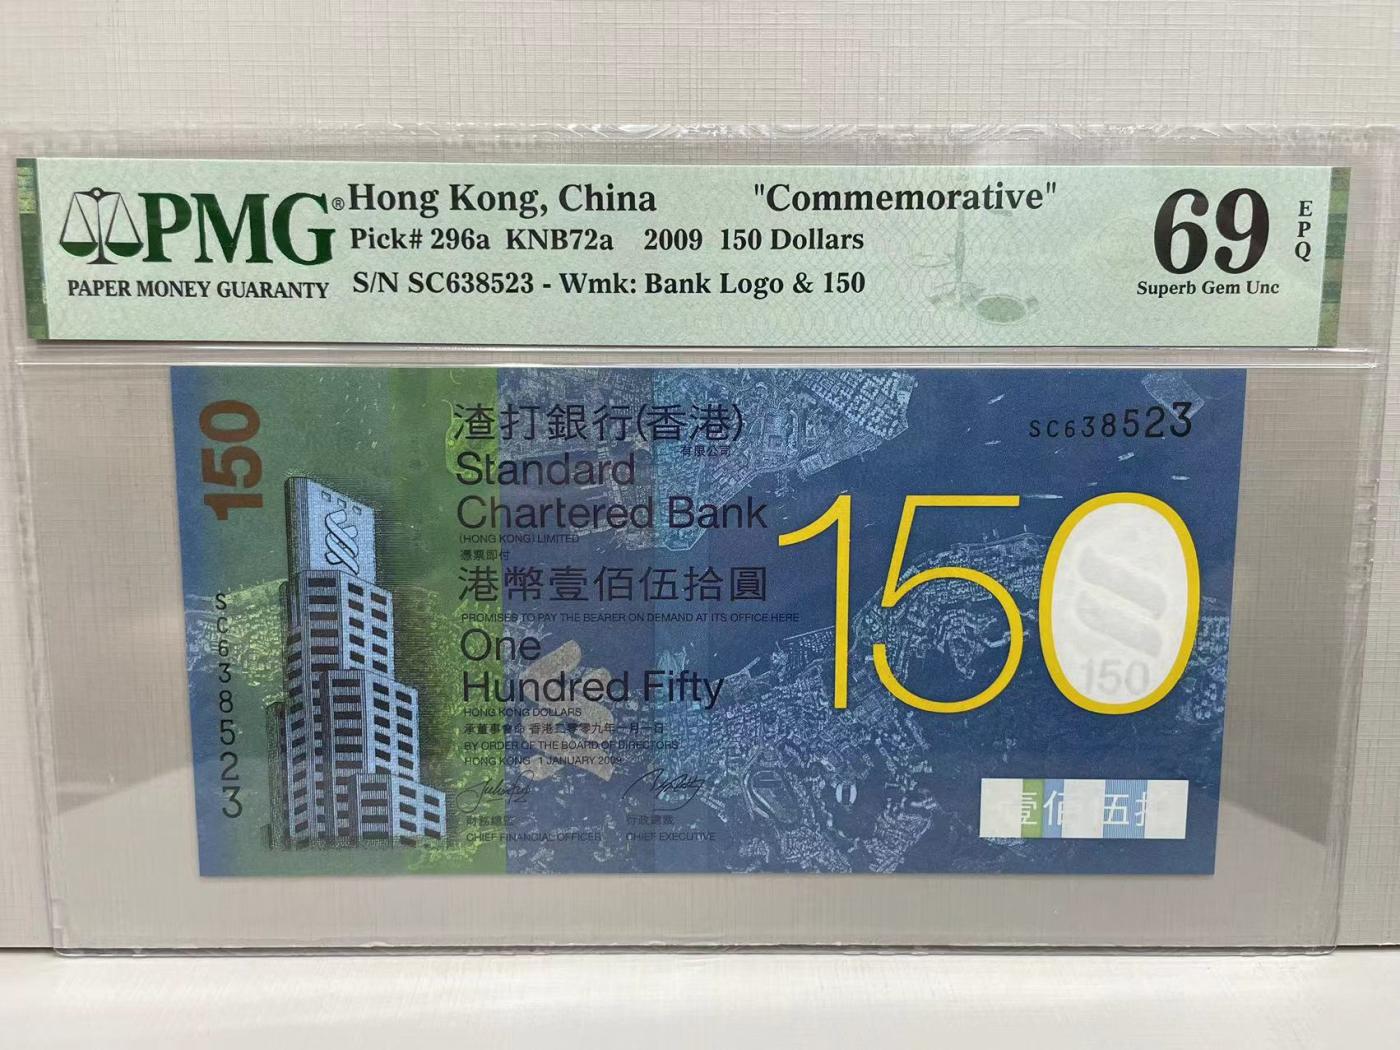 PMG®
PAPER MONEY GUARANTY
Hong Kong, China "Commemorative"
Pick# 296a KNB72a 2009 150 Dollars
S/N SC638523 - Wmk: Bank Logo & 150
69
EPQ
Superb Gem Unc
150
SC638523
渣打銀行(香港)
有限公司
Standard
Chartered Bank
(HONG KONG) LIMITED
憑票即付
港幣壹佰伍拾圓
PROMISES TO PAY THE BEARER ON DEMAND AT ITS OFFICE HERE
One
Hundred Fifty
HONG KONG DOLLARS
承董事會命 香港二零零九年一月一日
BY ORDER OF THE BOARD OF DIRECTORS
HONG KONG 1 JANUARY 2009
財務總監 行政總裁
CHIEF FINANCIAL OFFICER CHIEF EXECUTIVE
SC638523
150
150
壹佰伍拾